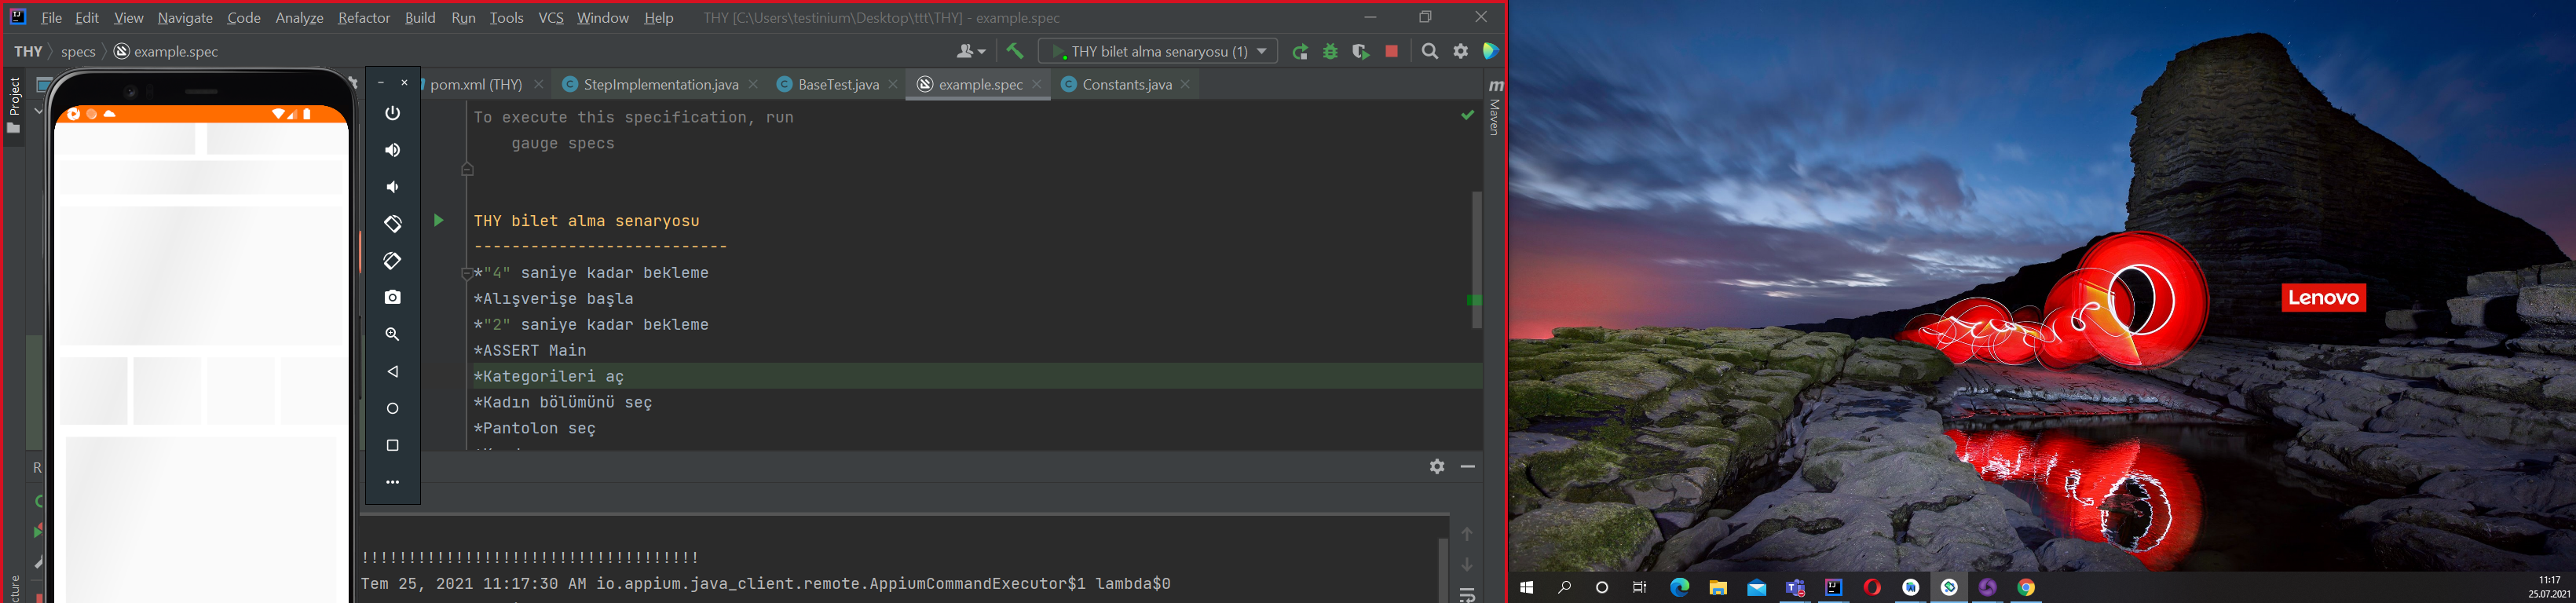 File Edit View Navigate Code Analyze Refactor Build Run Tools VCS Window Help THY [C:\Users\testinium\Desktop\ttt\THY] - example.spec
THY specs example.spec
THY bilet alma senaryosu (1)
Project
pom.xml (THY) StepImplementation.java BaseTest.java example.spec Constants.java
Maven
To execute this specification, run
gauge specs
THY bilet alma senaryosu
---------------------------
*"4" saniye kadar bekleme
*Alışverişe başla
*"2" saniye kadar bekleme
*ASSERT Main
*Kategorileri aç
*Kadın bölümünü seç
*Pantolon seç
R
cture
!!!!!!!!!!!!!!!!!!!!!!!!!!!!!!!!!!!!
Tem 25, 2021 11:17:30 AM io.appium.java_client.remote.AppiumCommandExecutor$1 lambda$0
Lenovo
11:17
25.07.2021